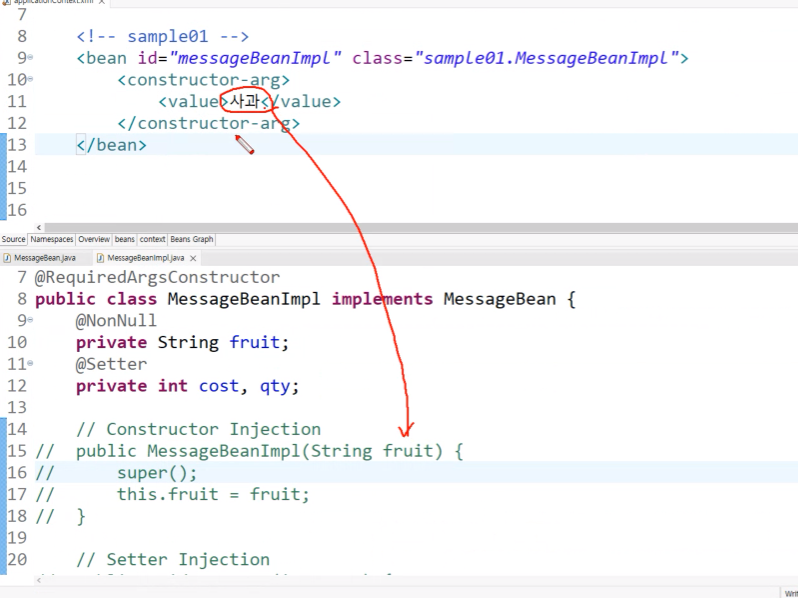 applicationContext.xml
7
8 <!-- sample01 -->
9 <bean id="messageBeanImpl" class="sample01.MessageBeanImpl">
10 <constructor-arg>
11 <value>사과</value>
12 </constructor-arg>
13 </bean>
14
15
16
Source Namespaces Overview beans context Beans Graph
MessageBean.java MessageBeanImpl.java
7 @RequiredArgsConstructor
8 public class MessageBeanImpl implements MessageBean {
9 @NonNull
10 private String fruit;
11 @Setter
12 private int cost, qty;
13
14 // Constructor Injection
15 // public MessageBeanImpl(String fruit) {
16 // super();
17 // this.fruit = fruit;
18 // }
19
20 // Setter Injection